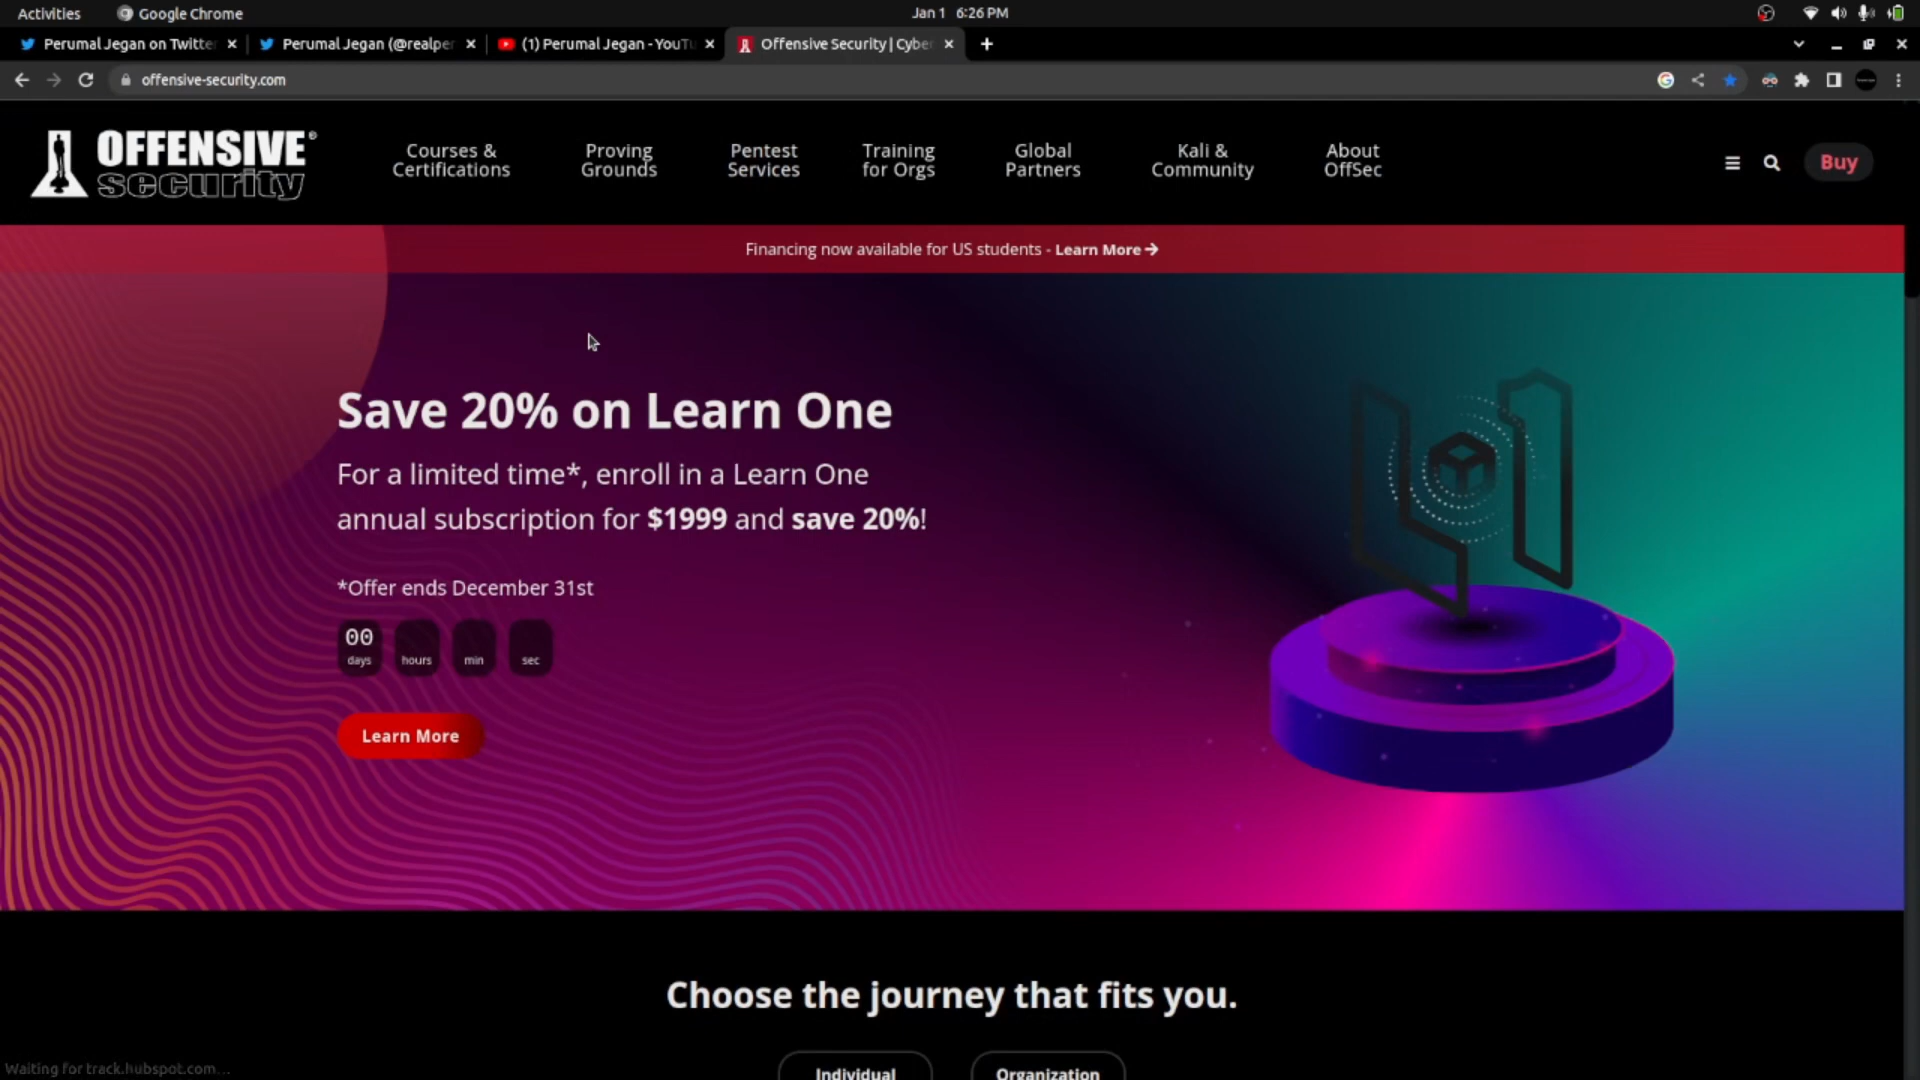 Activities
Google Chrome
Jan 1 6:26 PM
Perumal Jegan on Twitter
Perumal Jegan (@realper
(1) Perumal Jegan - YouTu
Offensive Security | Cyber
offensive-security.com
OFFENSIVE®
security
Courses &
Certifications
Proving
Grounds
Pentest
Services
Training
for Orgs
Global
Partners
Kali &
Community
About
OffSec
Buy
Financing now available for US students - Learn More →
Save 20% on Learn One
For a limited time*, enroll in a Learn One
annual subscription for $1999 and save 20%!
*Offer ends December 31st
00
days hours min sec
Learn More
Choose the journey that fits you.
Individual
Organization
Waiting for track.hubspot.com...